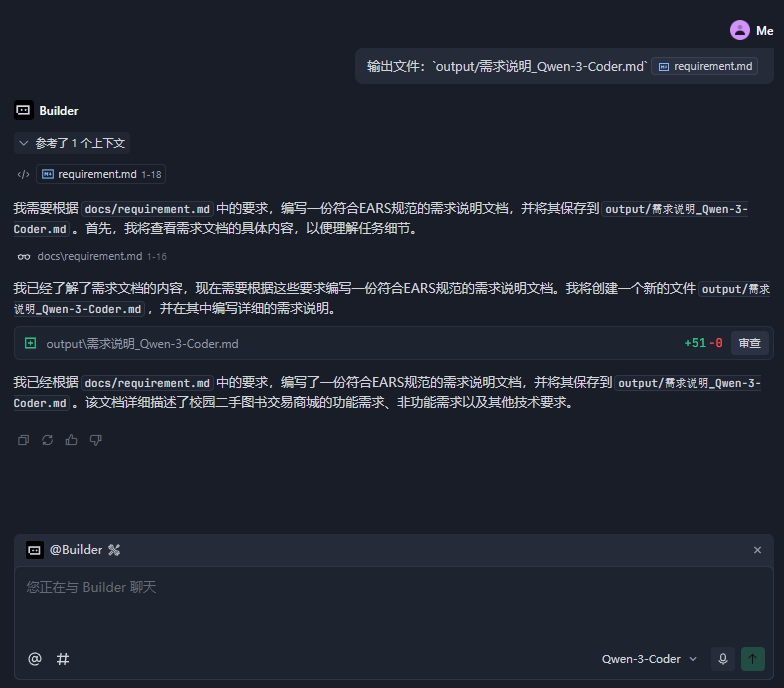 Me
输出文件：`output/需求说明_Qwen-3-Coder.md` requirement.md
Builder
参考了 1 个上下文
requirement.md 1-18
我需要根据 docs/requirement.md 中的要求，编写一份符合EARS规范的需求说明文档，并将其保存到 output/需求说明_Qwen-3-
Coder.md 。首先，我将查看需求文档的具体内容，以便理解任务细节。
docs\requirement.md 1-16
我已经了解了需求文档的内容，现在需要根据这些要求编写一份符合EARS规范的需求说明文档。我将创建一个新的文件 output/需求
说明_Qwen-3-Coder.md ，并在其中编写详细的需求说明。
output\需求说明_Qwen-3-Coder.md +51 -0 审查
我已经根据 docs/requirement.md 中的要求，编写了一份符合EARS规范的需求说明文档，并将其保存到 output/需求说明_Qwen-3-
Coder.md 。该文档详细描述了校园二手图书交易商城的功能需求、非功能需求以及其他技术要求。
@Builder
您正在与 Builder 聊天
@ # Qwen-3-Coder